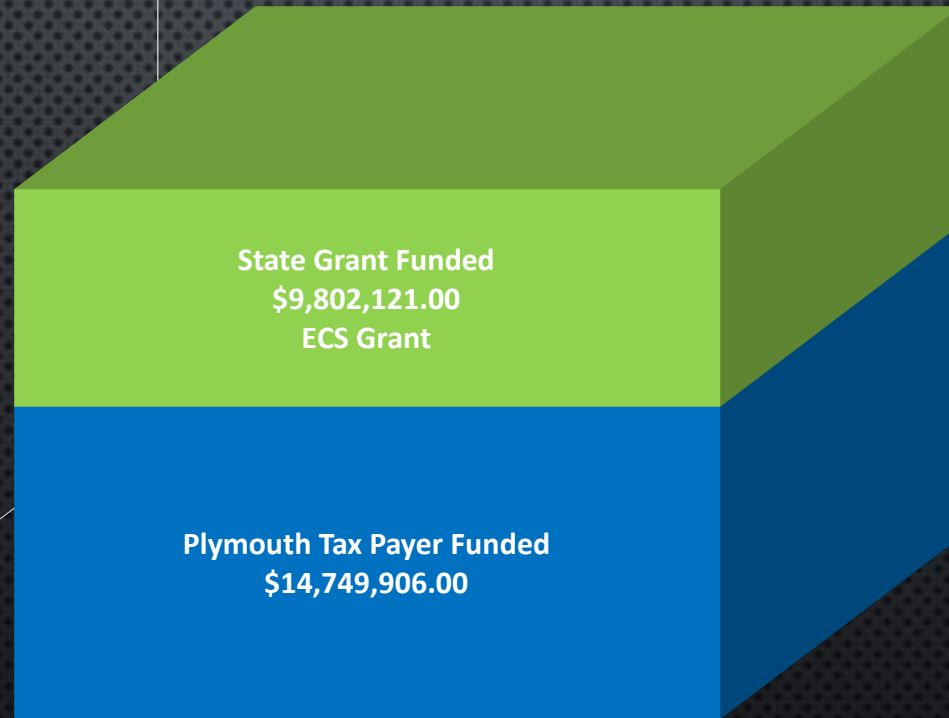 State Grant Funded
$9,802,121.00
ECS Grant
Plymouth Tax Payer Funded
$14,749,906.00